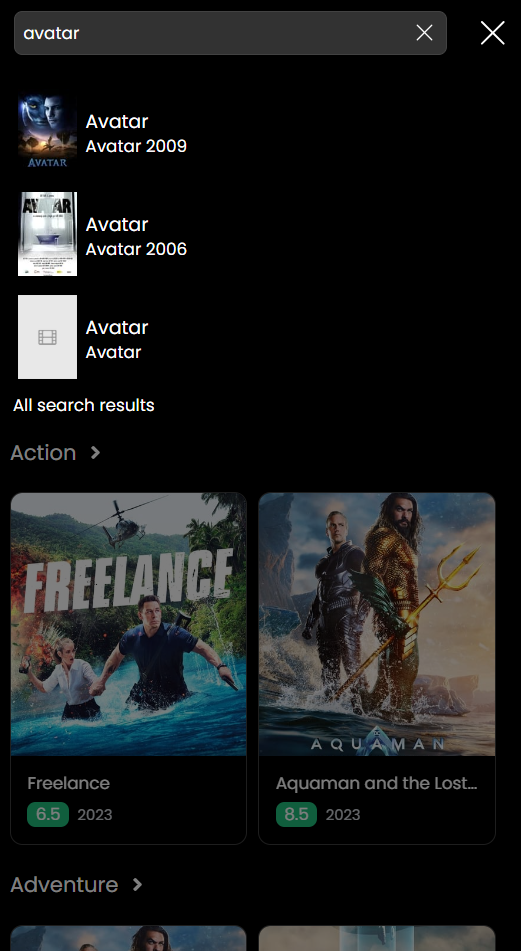 avatar
AVATAR
Avatar
Avatar 2009
AVATAR
Avatar
Avatar 2006
Avatar
Avatar
All search results
Action
FREELANCE
AQUAMAN
Freelance
Aquaman and the Lost...
6.5 2023
8.5 2023
Adventure